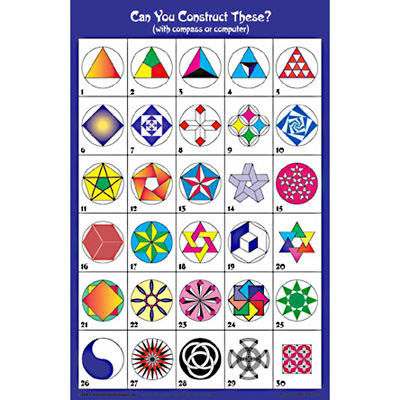 Can You Construct These?
(with compass or computer)
1 2 3 4 5
6 7 8 9 10
11 12 13 14 15
16 17 18 19 20
21 22 23 24 25
26 27 28 29 30